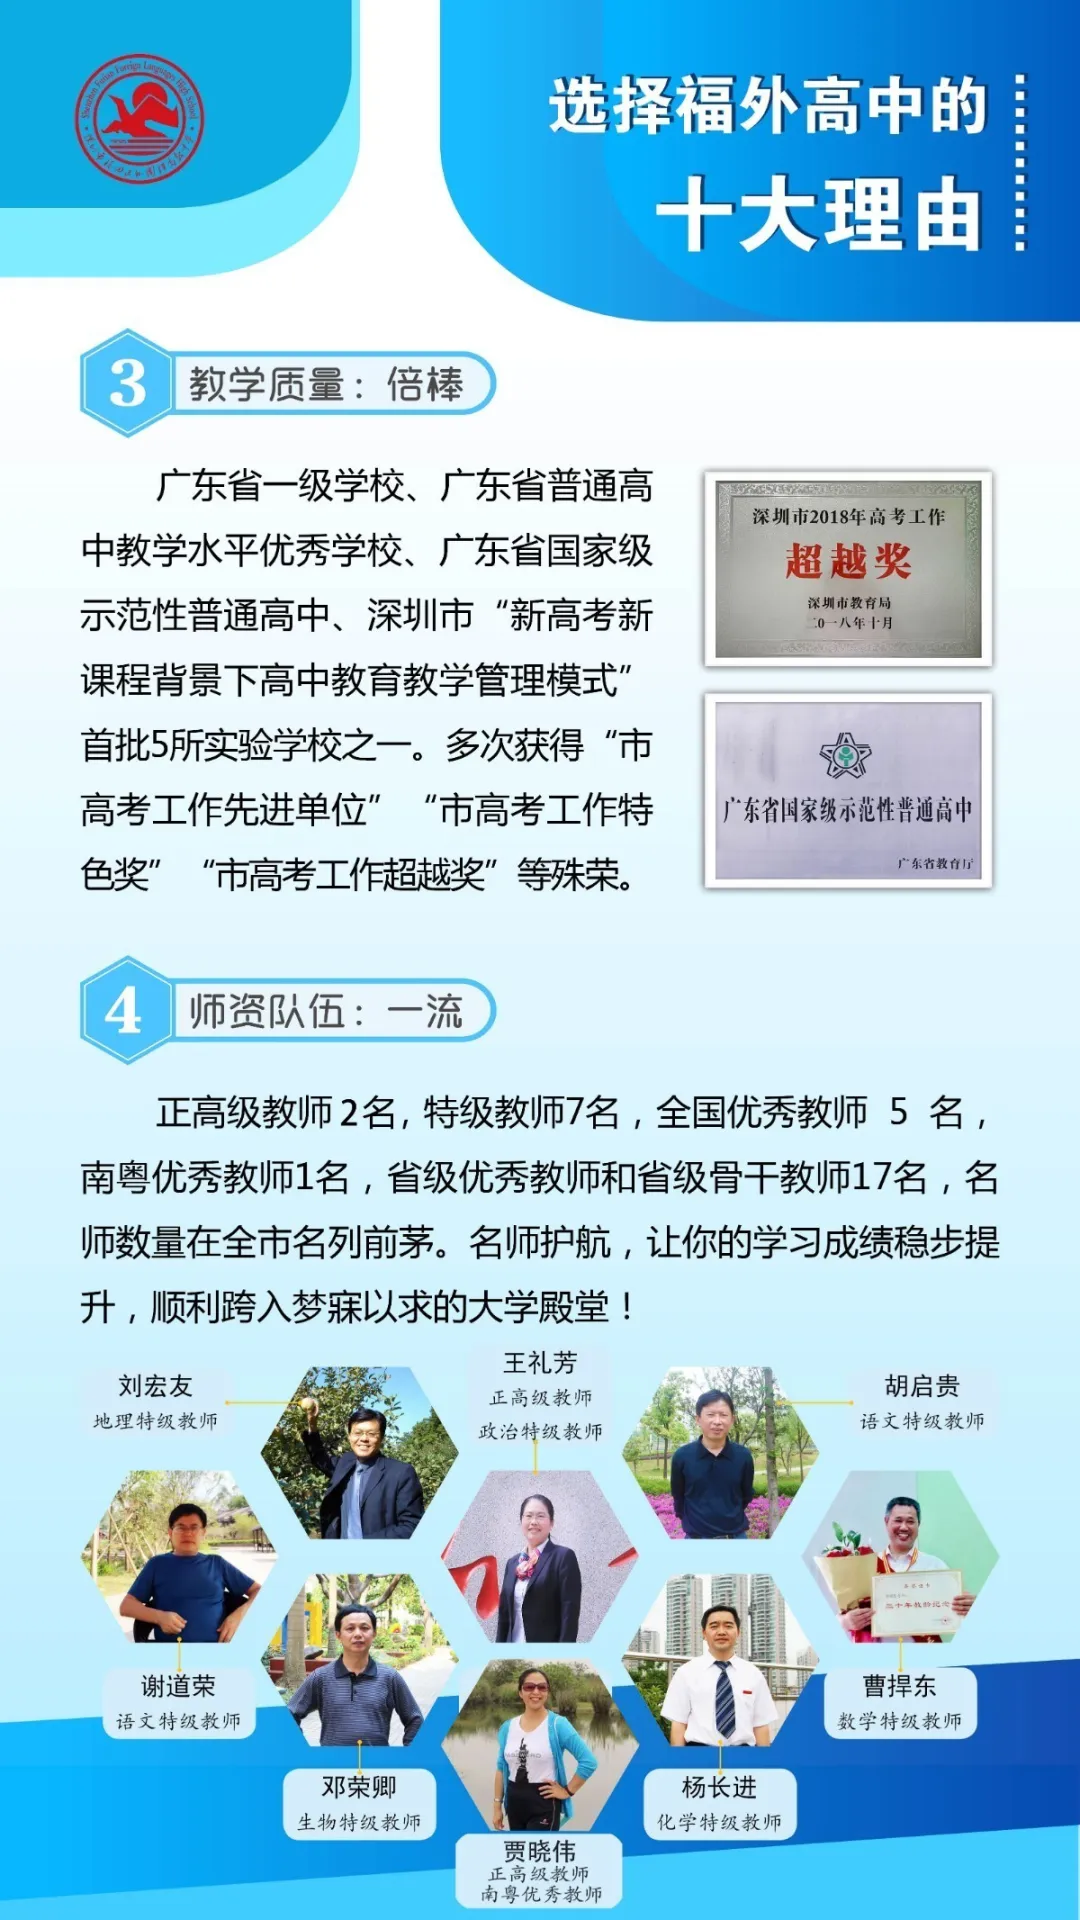 Shenzhen Futian Foreign Languages High School
选择福外高中的
十大理由
3
教学质量：倍棒
广东省一级学校、广东省普通高
中教学水平优秀学校、广东省国家级
示范性普通高中、深圳市“新高考新
课程背景下高中教育教学管理模式”
首批5所实验学校之一。多次获得“市
高考工作先进单位”“市高考工作特
色奖”“市高考工作超越奖”等殊荣。
深圳市2018年高考工作
超越奖
深圳市教育局
二0一八年十月
广东省国家级示范性普通高中
广东省教育厅
4
师资队伍：一流
正高级教师2名,特级教师7名，全国优秀教师 5 名，
南粤优秀教师1名，省级优秀教师和省级骨干教师17名，名
师数量在全市名列前茅。名师护航，让你的学习成绩稳步提
升，顺利跨入梦寐以求的大学殿堂！
刘宏友
地理特级教师
王礼芳
正高级教师
政治特级教师
胡启贵
语文特级教师
谢道荣
语文特级教师
曹捍东
数学特级教师
邓荣卿
生物特级教师
杨长进
化学特级教师
贾晓伟
正高级教师
南粤优秀教师